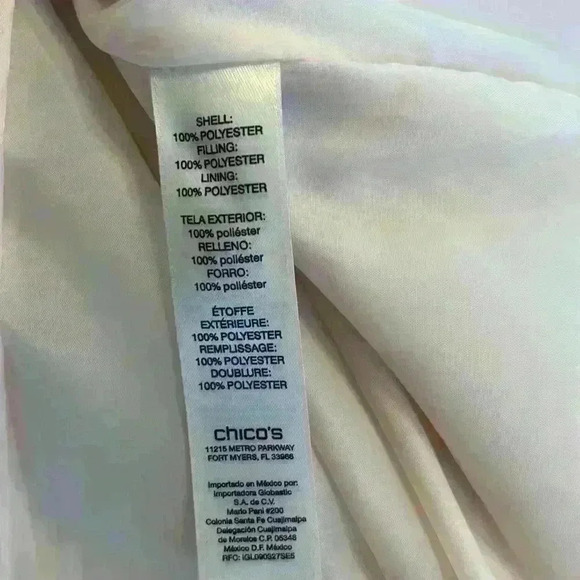 SHELL:
100% POLYESTER
FILLING:
100% POLYESTER
LINING:
100% POLYESTER
TELA EXTERIOR:
100% poliéster
RELLENO:
100% poliéster
FORRO:
100% poliéster
ÉTOFFE
EXTÉRIEURE:
100% POLYESTER
REMPLISSAGE:
100% POLYESTER
DOUBLURE:
100% POLYESTER
chico's
11215 METRO PARKWAY
FORT MYERS, FL 33966
Importado en México por:
Importadora Globastic
S.A. de C.V.
Mario Pani #200
Colonia Santa Fe Cuajimalpa
Delegación Cuajimalpa
de Morelos C.P. 05348
México D.F. México
RFC: IGL090327SE5